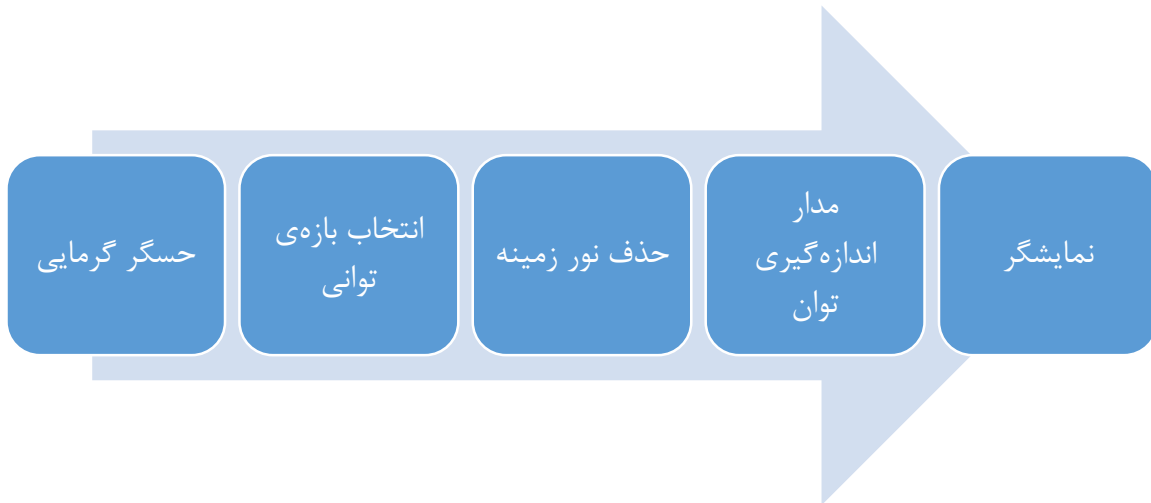 حسگر گرمایی
انتخاب بازه‌ی
توانی
حذف نور زمینه
مدار
اندازه‌گیری
توان
نمایشگر